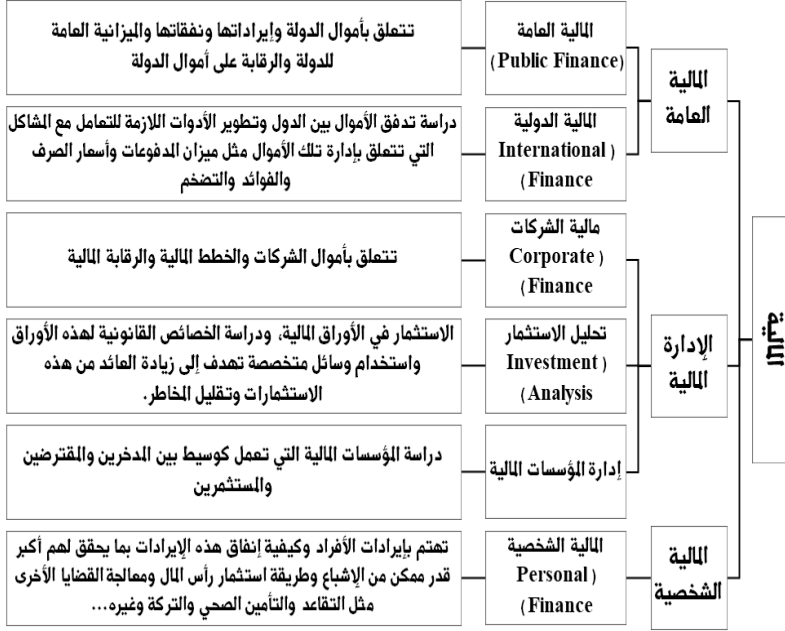 المالية
المالية
العامة
المالية العامة
(Public Finance)
تتعلق بأموال الدولة وإيراداتها ونفقاتها والميزانية العامة
للدولة والرقابة على أموال الدولة
المالية الدولية
(International
Finance)
دراسة تدفق الأموال بين الدول وتطوير الأدوات اللازمة للتعامل مع المشاكل
التي تتعلق بإدارة تلك الأموال مثل ميزان المدفوعات وأسعار الصرف
والفوائد والتضخم
الإدارة
المالية
مالية الشركات
(Corporate
Finance)
تتعلق بأموال الشركات والخطط المالية والرقابة المالية
تحليل الاستثمار
(Investment
Analysis)
الاستثمار في الأوراق المالية، ودراسة الخصائص القانونية لهذه الأوراق
واستخدام وسائل متخصصة تهدف إلى زيادة العائد من هذه
الاستثمارات وتقليل المخاطر.
إدارة المؤسسات المالية
دراسة المؤسسات المالية التي تعمل كوسيط بين المدخرين والمقترضين
والمستثمرين
المالية
الشخصية
المالية الشخصية
(Personal
Finance)
تهتم بإيرادات الأفراد وكيفية إنفاق هذه الإيرادات بما يحقق لهم أكبر
قدر ممكن من الإشباع وطريقة استثمار رأس المال ومعالجة القضايا الأخرى
مثل التقاعد والتأمين الصحي والتركة وغيره...